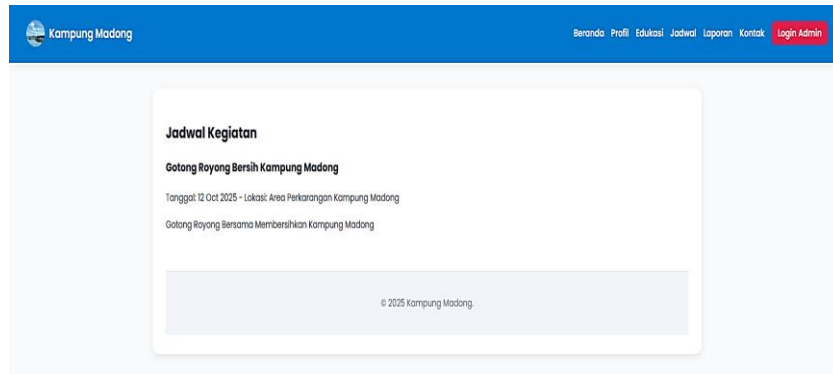 Kampung Madong
Beranda Profil Edukasi Jadwal Laporan Kontak Login Admin
Jadwal Kegiatan
Gotong Royong Bersih Kampung Madong
Tanggal: 12 Oct 2025 - Lokasi: Area Perkarangan Kampung Madong
Gotong Royong Bersama Membersihkan Kampung Madong
© 2025 Kampung Madong.